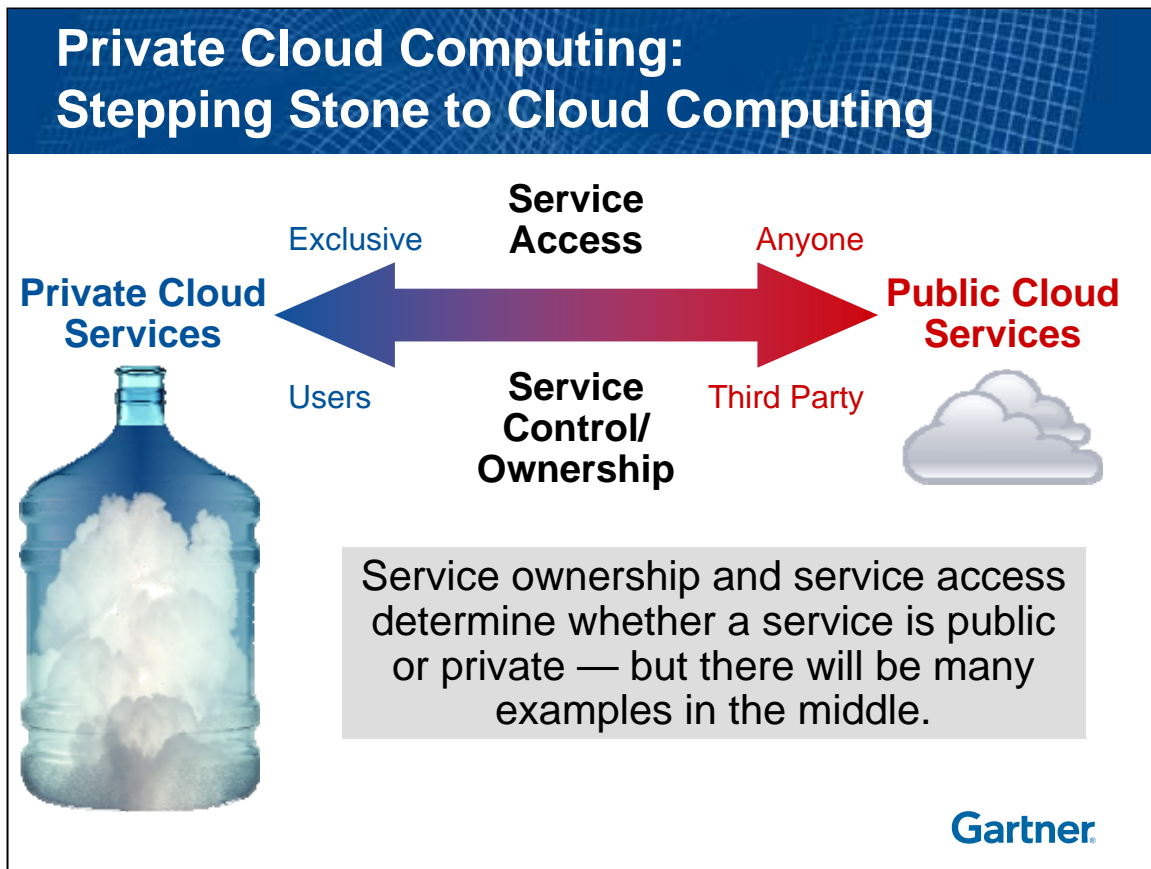 Private Cloud Computing:
Stepping Stone to Cloud Computing
Service
Access
Exclusive
Anyone
Private Cloud
Services
Public Cloud
Services
Users
Service
Control/
Ownership
Third Party
Service ownership and service access
determine whether a service is public
or private — but there will be many
examples in the middle.
Gartner®